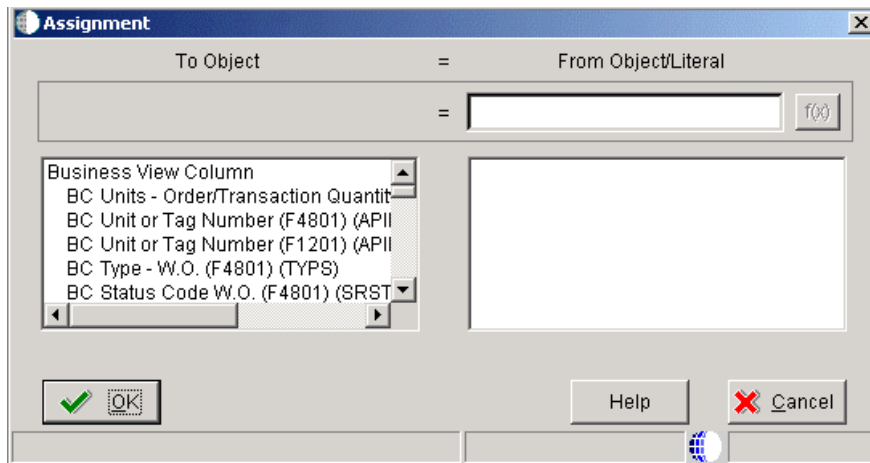 Assignment
To Object = From Object/Literal
= f(x)
Business View Column
BC Units - Order/Transaction Quantit
BC Unit or Tag Number (F4801) (APII
BC Unit or Tag Number (F1201) (APII
BC Type - W.O. (F4801) (TYPS)
BC Status Code W.O. (F4801) (SRST
OK Help Cancel